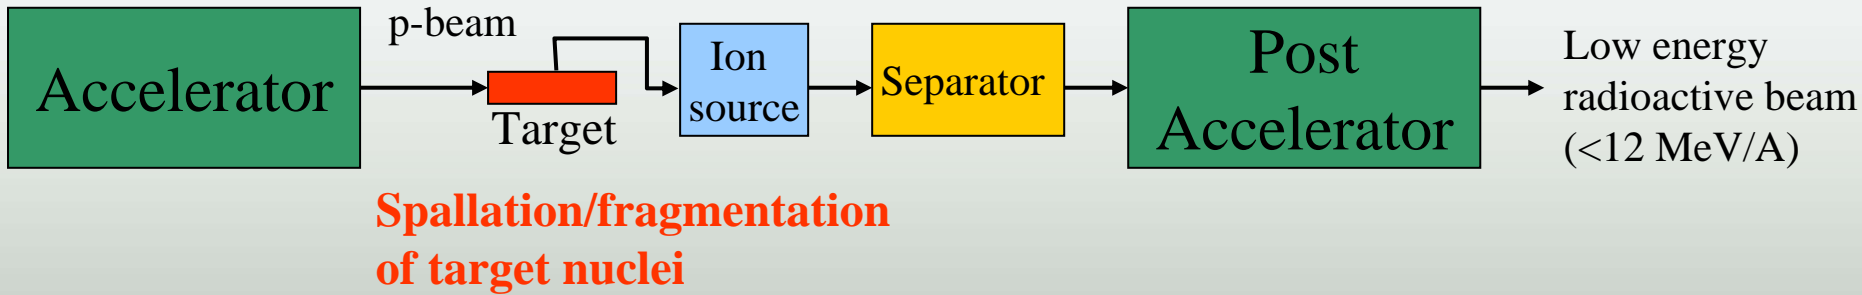 Accelerator
p-beam
Target
Ion
source
Separator
Post
Accelerator
Low energy
radioactive beam
(<12 MeV/A)
Spallation/fragmentation
of target nuclei